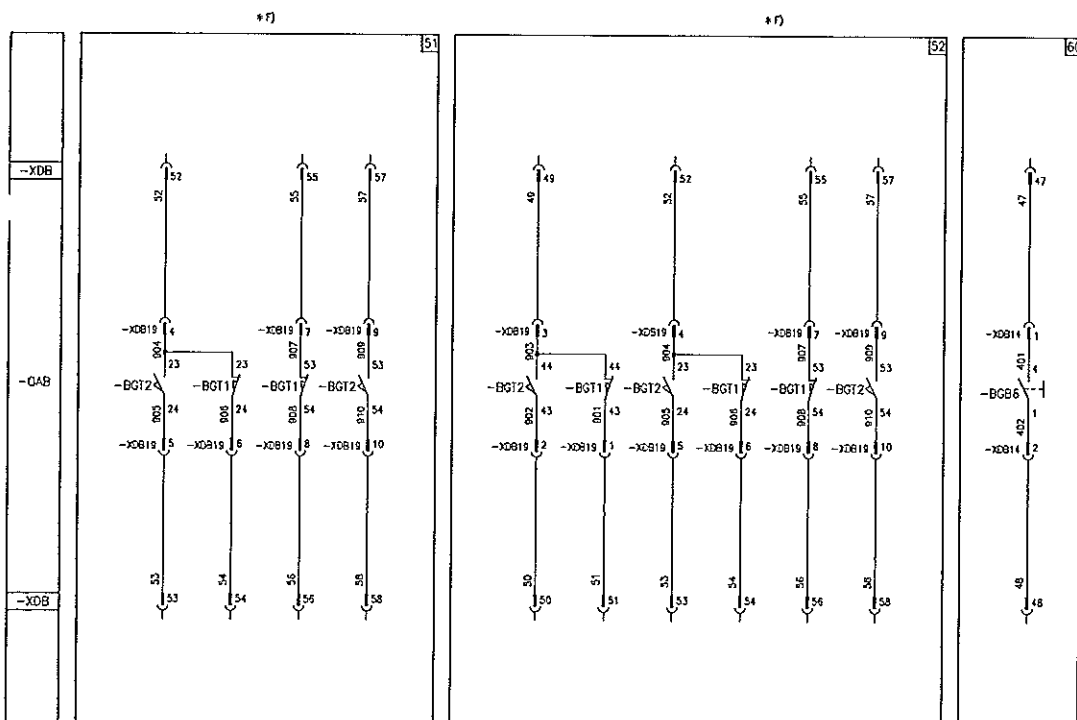 *F) *F)
51 52 60
-XDB 52 55 57 49 52 55 57 47
52 55 57 49 52 55 57 47
-XDB19 4 -XDB19 7 -XDB19 9 -XDB19 3 -XDB19 4 -XDB19 7 -XDB19 9 -XDB14 1
904 907 909 903 904 907 909 401
23 23 53 53 44 44 23 23 53 53 4
-OAB -BGT2 -BGT1 -BGT1 -BGT2 -BGT2 -BGT1 -BGT2 -BGT1 -BGT1 -BGT2 -BGB6
24 24 54 54 43 43 24 24 54 54 1
905 906 908 910 902 901 905 906 908 910 402
-XDB19 5 -XDB19 6 -XDB19 8 -XDB19 10 -XDB19 2 -XDB19 1 -XDB19 5 -XDB19 6 -XDB19 8 -XDB19 10 -XDB14 2
53 54 56 58 50 51 53 54 56 58 48
-XDB 53 54 56 58 50 51 53 54 56 58 48